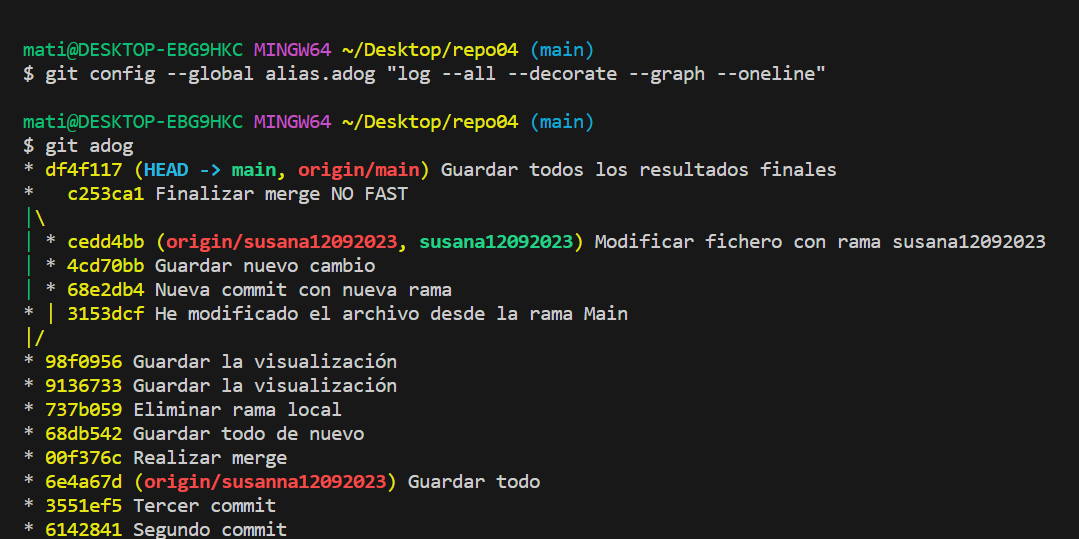 mati@DESKTOP-EBG9HKC MINGW64 ~/Desktop/repo04 (main)
$ git config --global alias.adog "log --all --decorate --graph --oneline"
mati@DESKTOP-EBG9HKC MINGW64 ~/Desktop/repo04 (main)
$ git adog
* df4f117 (HEAD -> main, origin/main) Guardar todos los resultados finales
*   c253ca1 Finalizar merge NO FAST
|\
| * cedd4bb (origin/susana12092023, susana12092023) Modificar fichero con rama susana12092023
| * 4cd70bb Guardar nuevo cambio
| * 68e2db4 Nueva commit con nueva rama
* | 3153dcf He modificado el archivo desde la rama Main
|/
* 98f0956 Guardar la visualización
* 9136733 Guardar la visualización
* 737b059 Eliminar rama local
* 68db542 Guardar todo de nuevo
* 00f376c Realizar merge
* 6e4a67d (origin/susanna12092023) Guardar todo
* 3551ef5 Tercer commit
* 6142841 Segundo commit